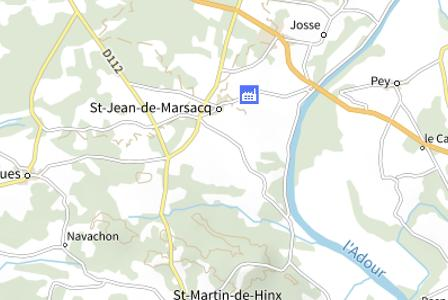 Josse
D112
Pey
St-Jean-de-Marsacq
le Ca
ues
Navachon
l'Adour
St-Martin-de-Hinx